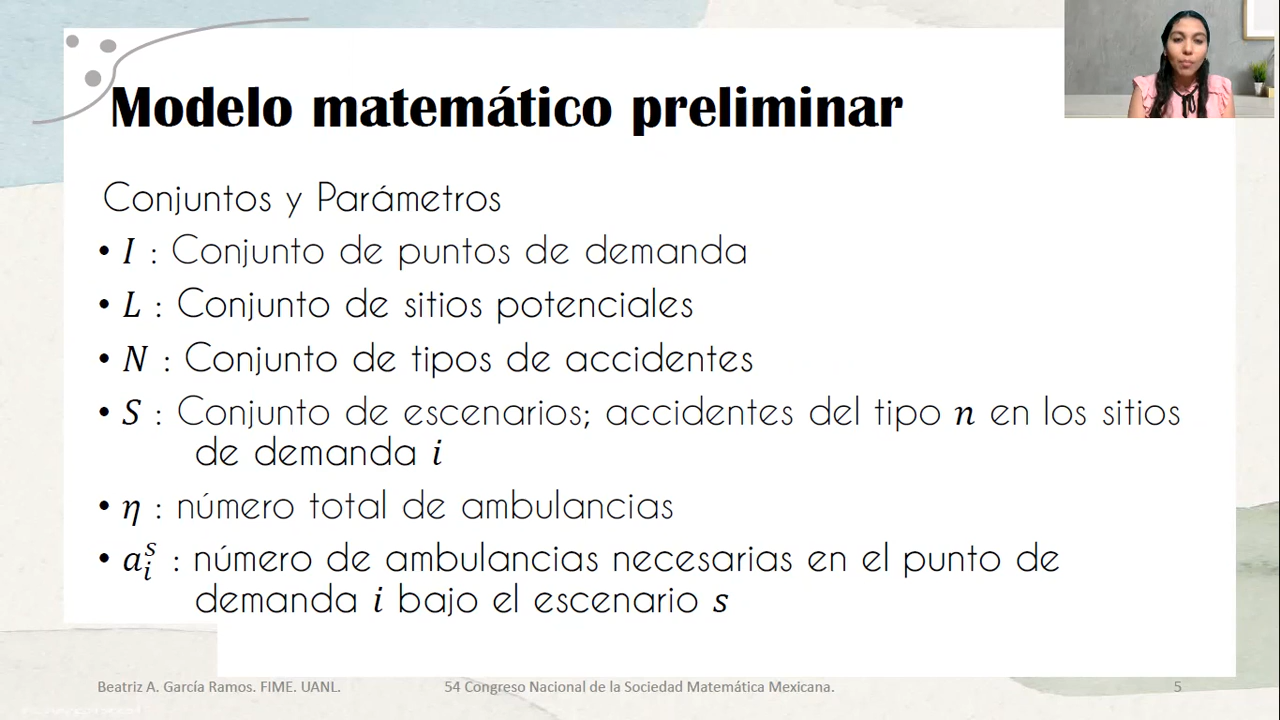 Modelo matemático preliminar
Conjuntos y Parámetros
• I : Conjunto de puntos de demanda
• L : Conjunto de sitios potenciales
• N : Conjunto de tipos de accidentes
• S : Conjunto de escenarios; accidentes del tipo n en los sitios
de demanda i
• η : número total de ambulancias
• aᵢˢ : número de ambulancias necesarias en el punto de
demanda i bajo el escenario s
Beatriz A. García Ramos. FIME. UANL.
54 Congreso Nacional de la Sociedad Matemática Mexicana.
5